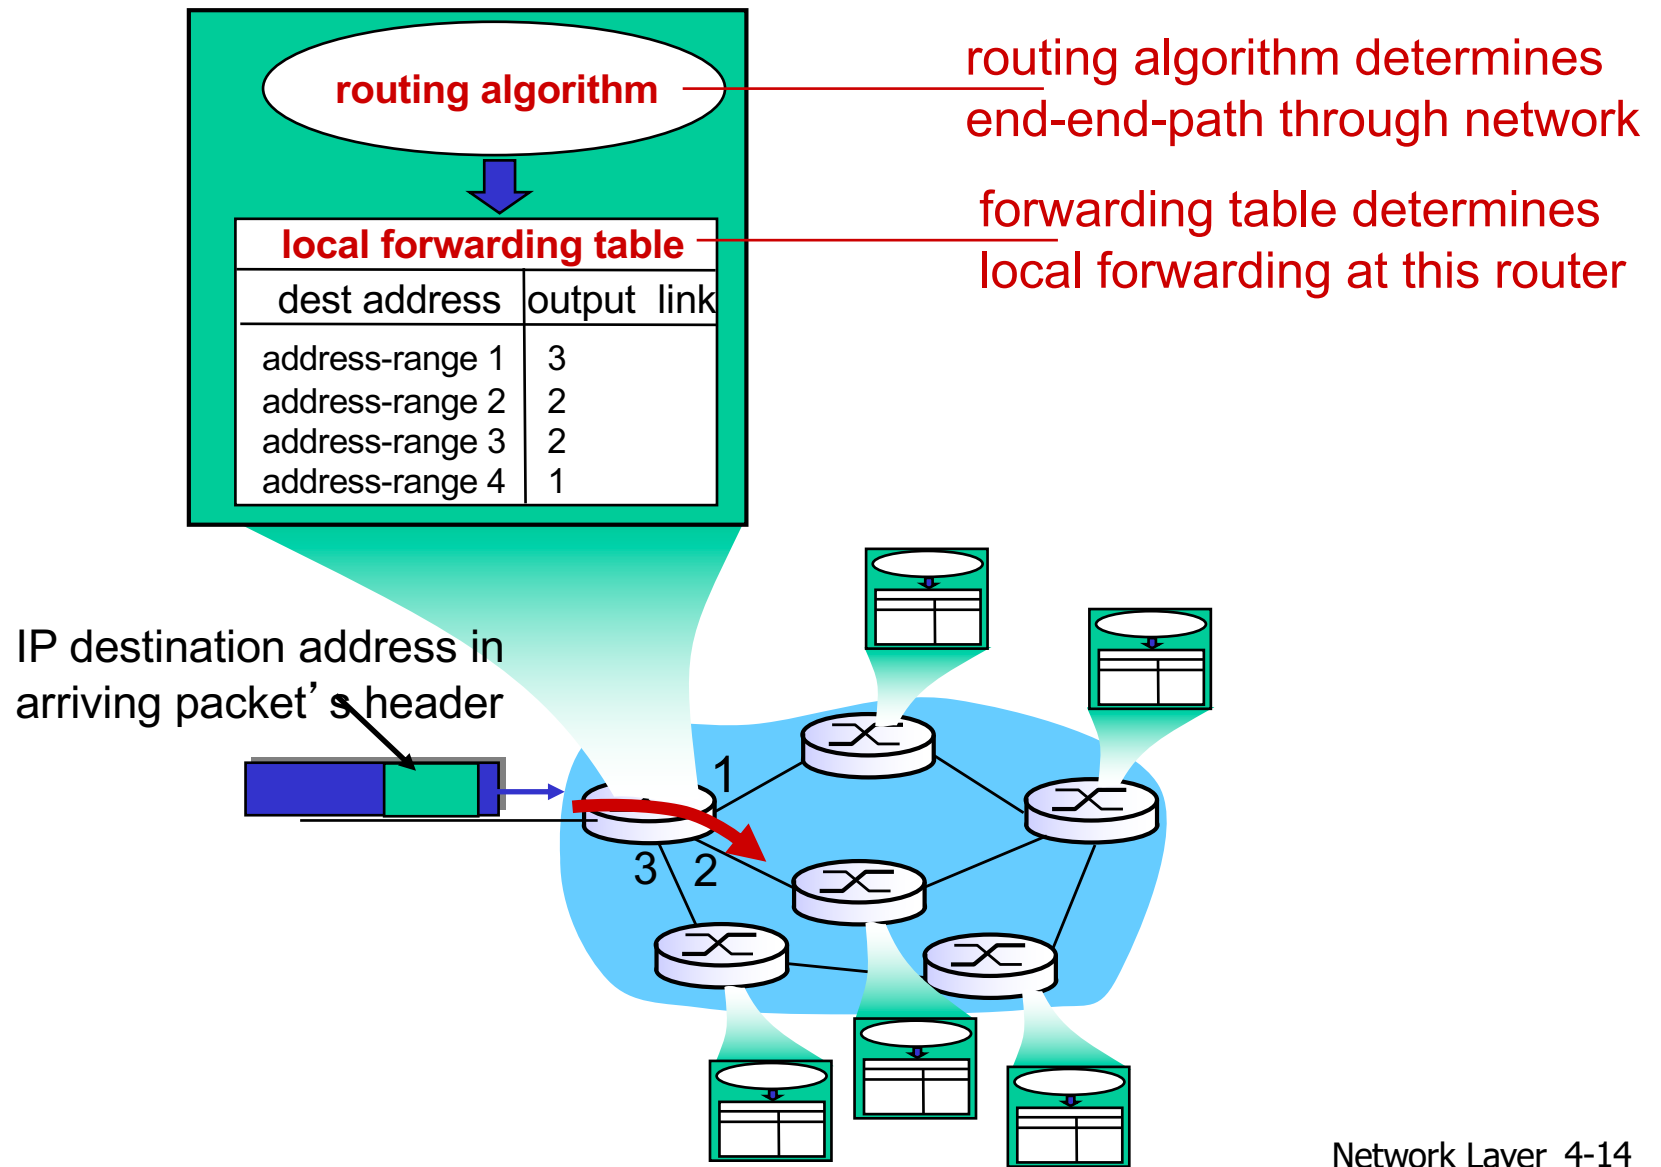 routing algorithm
routing algorithm determines
end-end-path through network
forwarding table determines
local forwarding at this router
local forwarding table
dest address output link
address-range 1 3
address-range 2 2
address-range 3 2
address-range 4 1
IP destination address in
arriving packet’s header
1
3 2
Network Layer 4-14